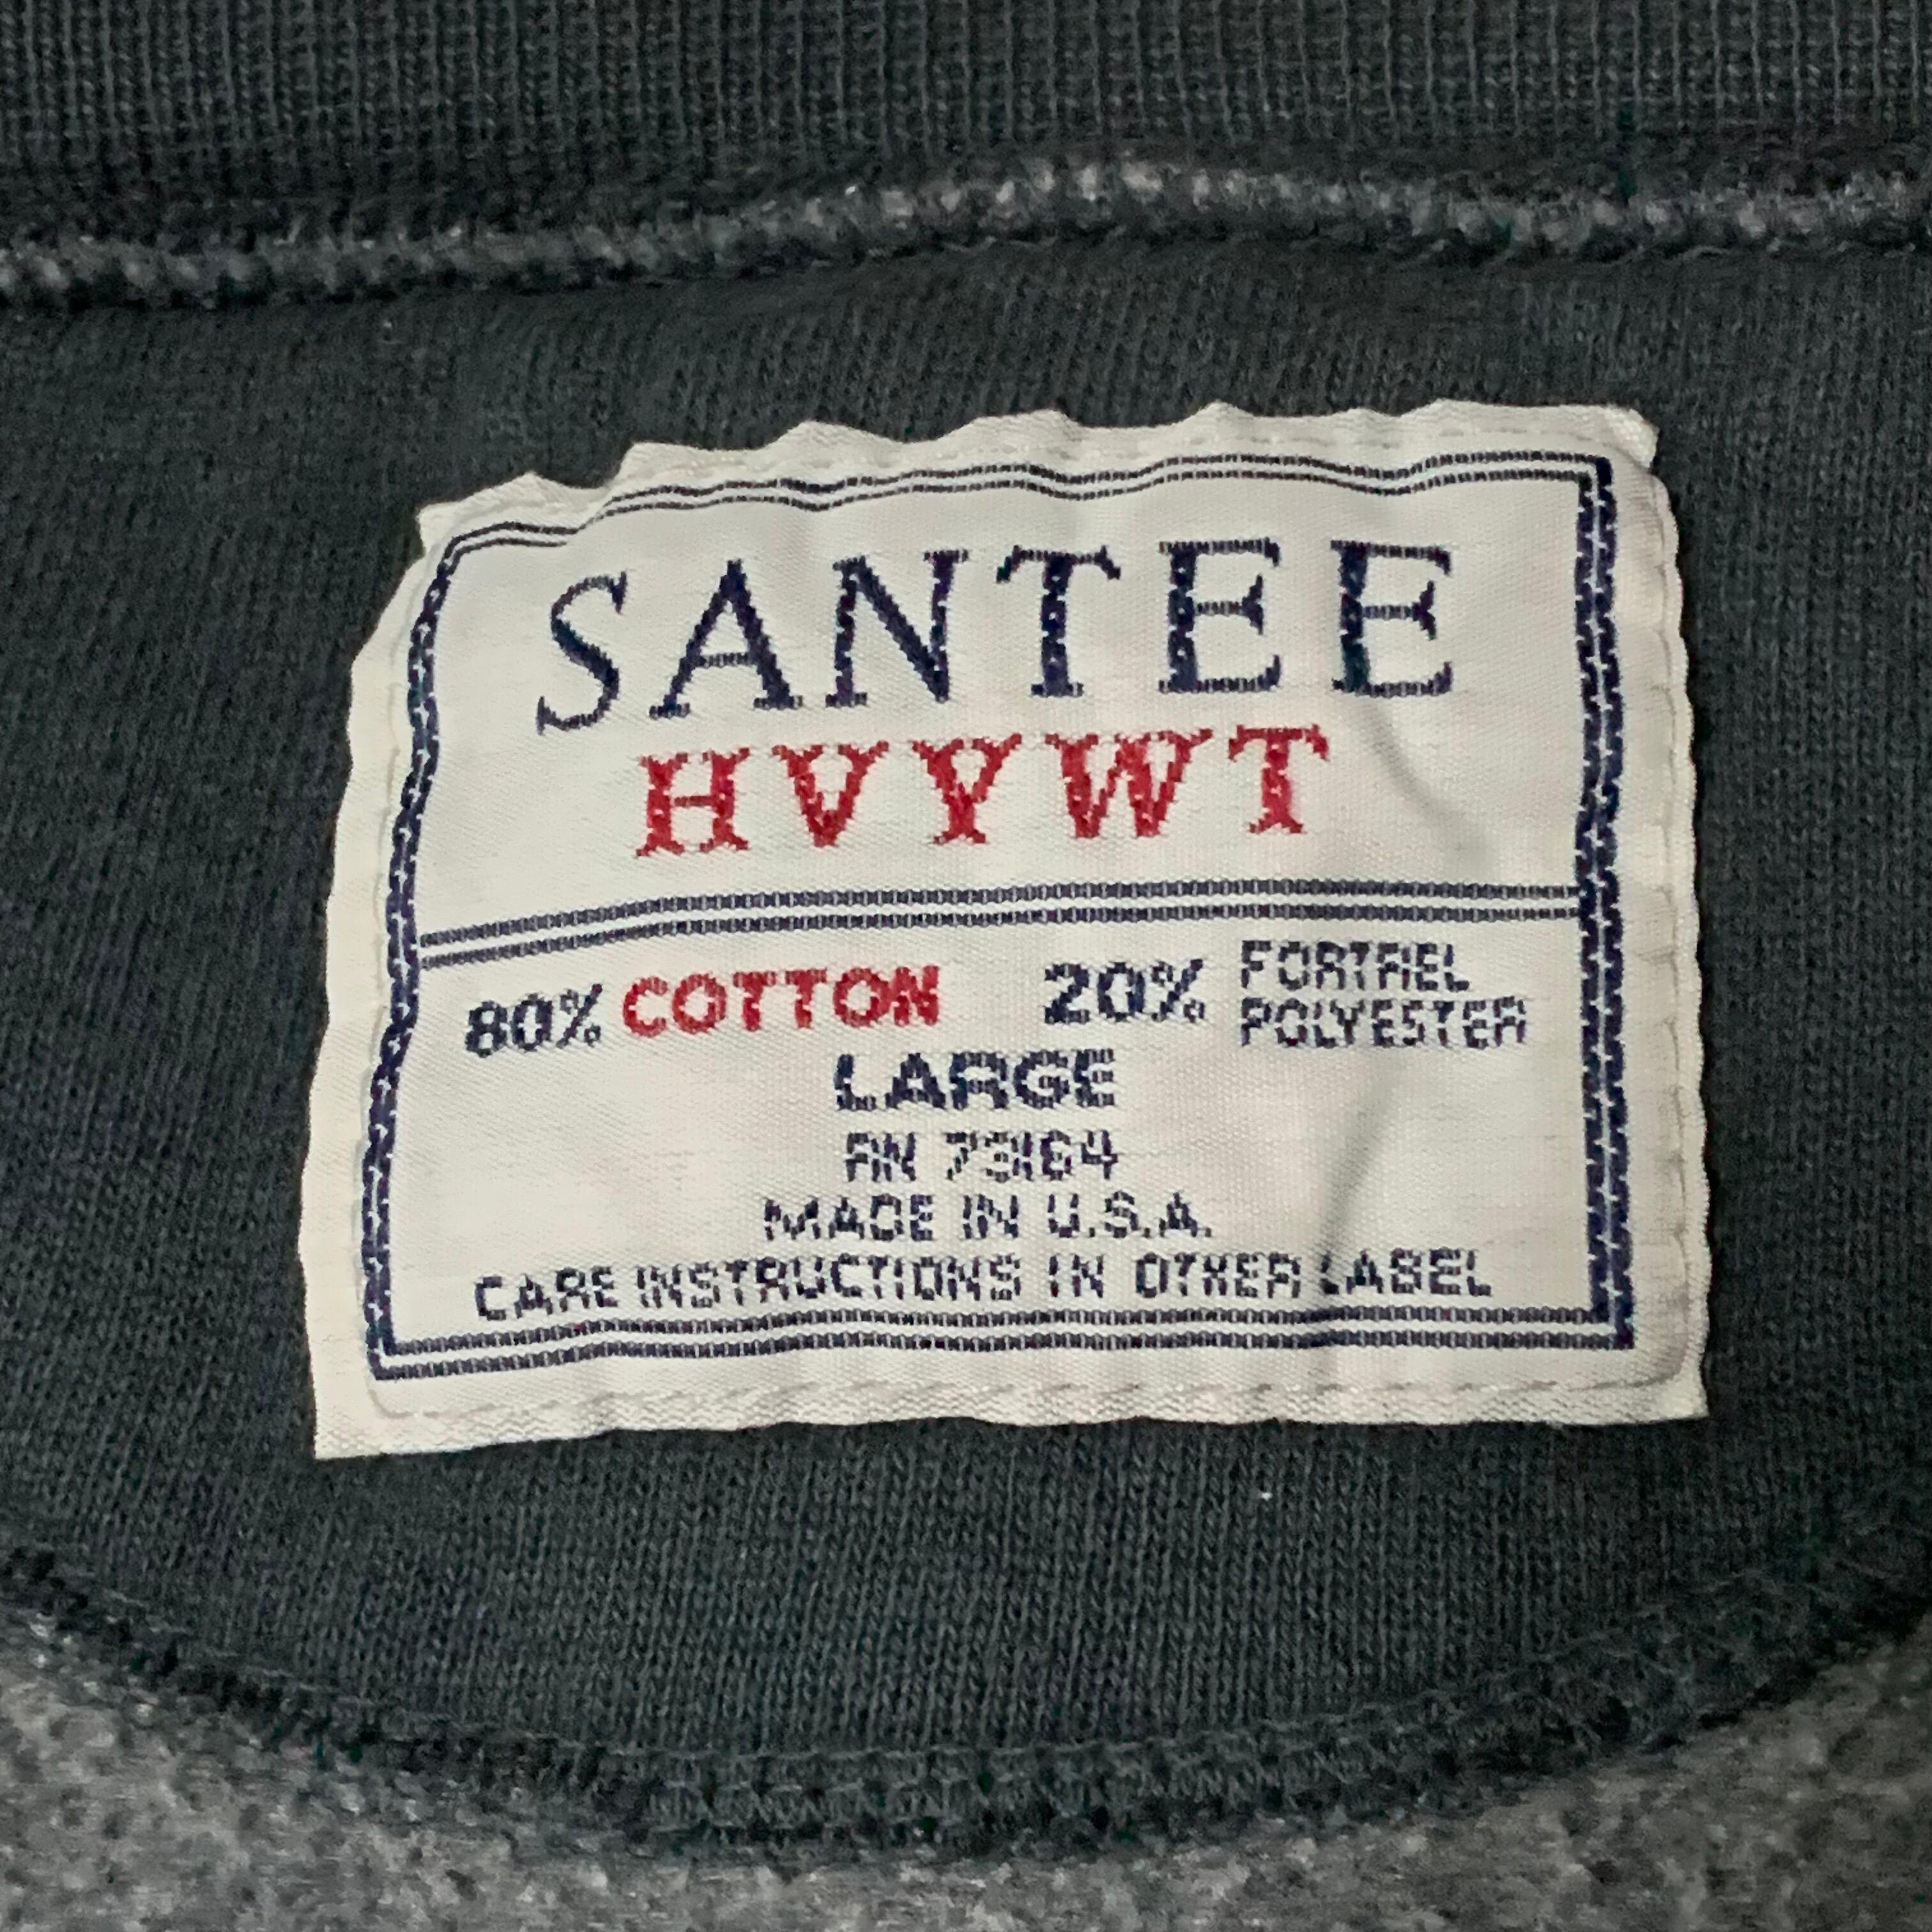 SANTEE
HVYWT
80% COTTON 20% FORTREL
POLYESTER
LARGE
RN 73164
MADE IN U.S.A.
CARE INSTRUCTIONS IN OTHER LABEL